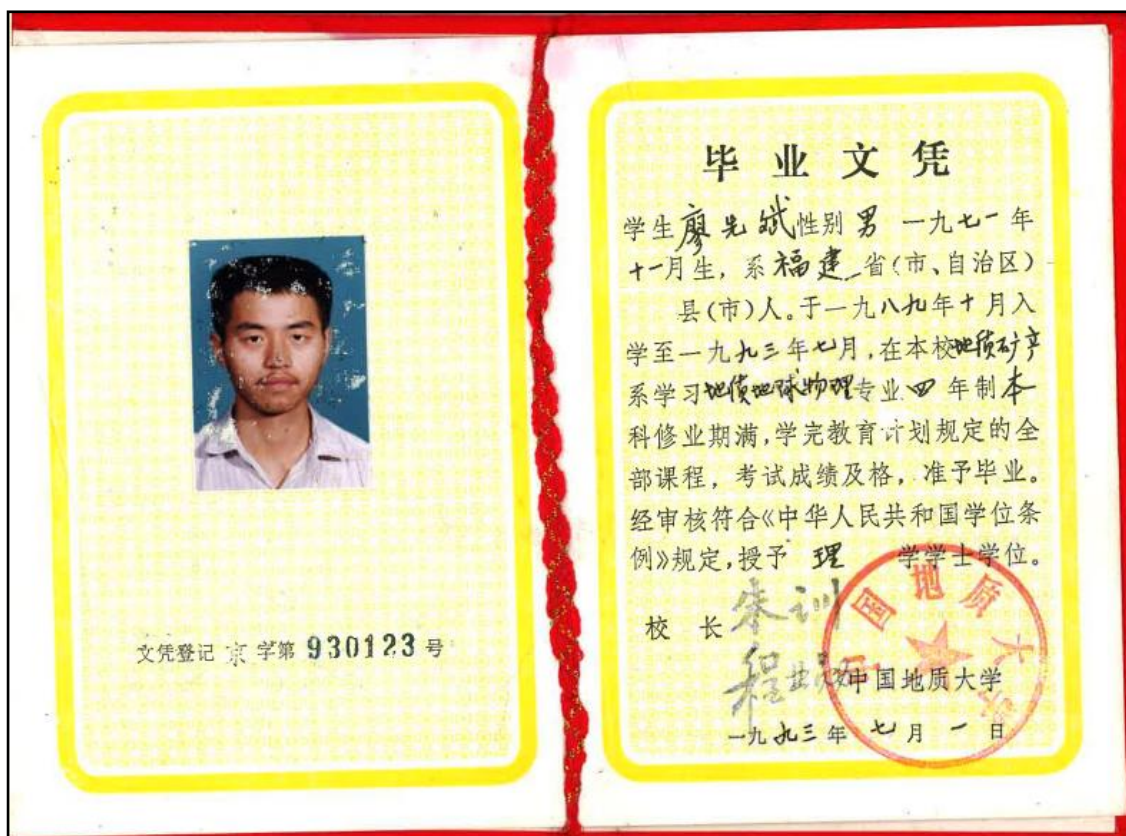 文凭登记 京 字第 930123 号
毕业文凭
学生廖先斌性别男 一九七一年
十一月生，系福建省(市、自治区)
县(市)人。于一九八九年十月入
学至一九九三年七月，在本校地质矿产
系学习地质地球物理专业四年制本
科修业期满，学完教育计划规定的全
部课程，考试成绩及格，准予毕业。
经审核符合《中华人民共和国学位条
例》规定，授予 理 学学士学位。
校 长 朱训
中国地质大学
一九九三年 七月 一 日
中国地质大学